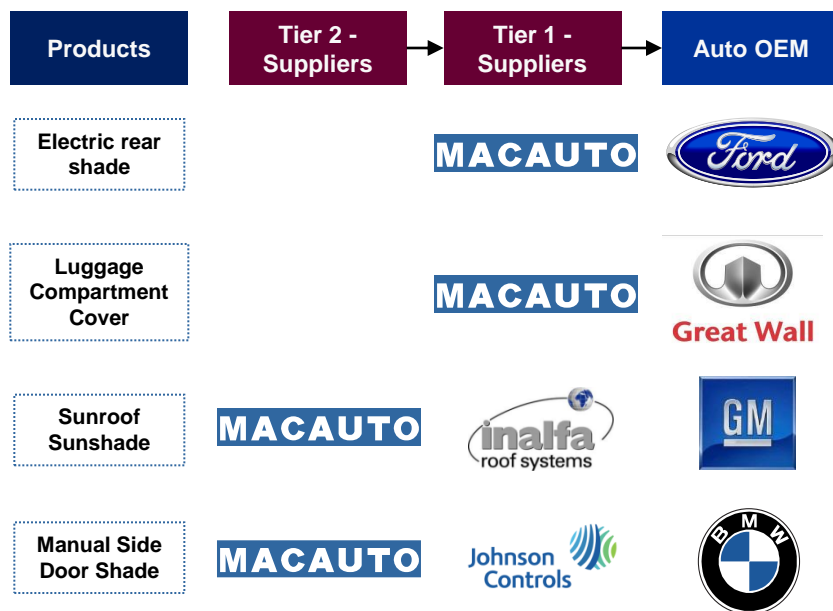 Products
Tier 2 -
Suppliers
Tier 1 -
Suppliers
Auto OEM
Electric rear
shade
MACAUTO
Ford
Luggage
Compartment
Cover
MACAUTO
Great Wall
Sunroof
Sunshade
MACAUTO
inalfa
roof systems
GM
Manual Side
Door Shade
MACAUTO
Johnson
Controls
BMW